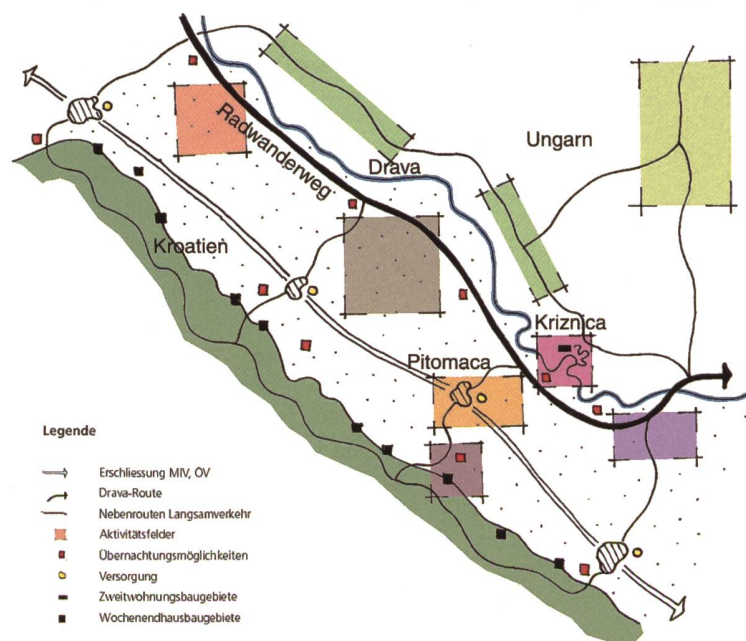 Ungarn
Radwanderweg
Drava
Kroatien
Kriznica
Pitomaca
Legende
Erschliessung MIV, ÖV
Drava-Route
Nebenrouten Langsamverkehr
Aktivitätsfelder
Übernachtungsmöglichkeiten
Versorgung
Zweitwohnungsbaugebiete
Wochenendhausbaugebiete